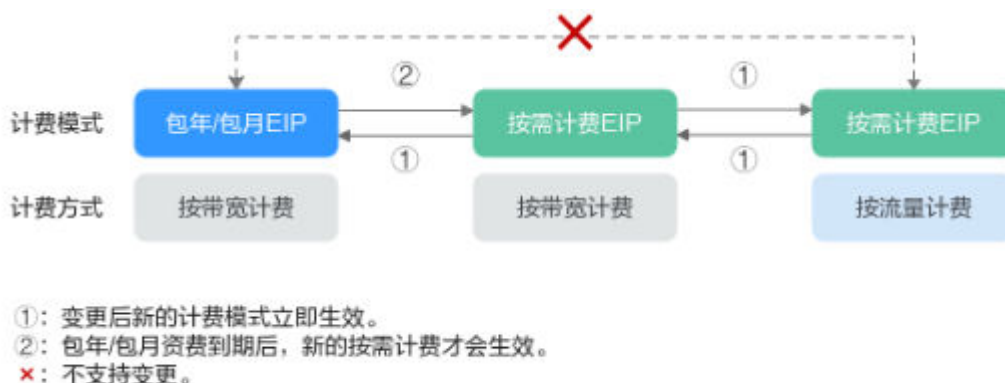 ② ①
计费模式 包年/包月EIP 按需计费EIP 按需计费EIP
① ①
计费方式 按带宽计费 按带宽计费 按流量计费
①：变更后新的计费模式立即生效。
②：包年/包月资费到期后，新的按需计费才会生效。
×：不支持变更。